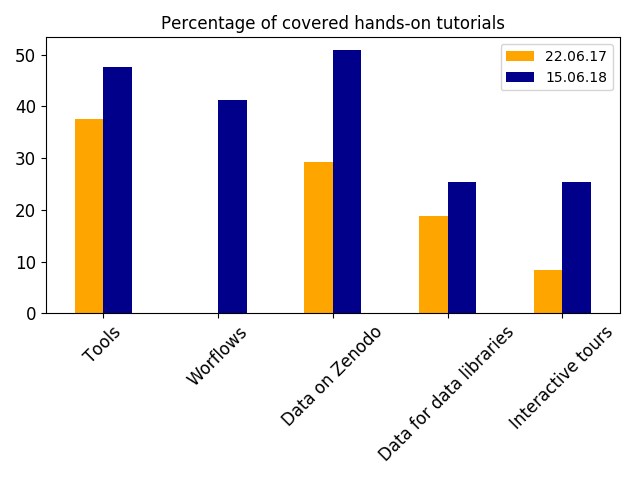 Percentage of covered hands-on tutorials
22.06.17
15.06.18
50
40
30
20
10
0
Tools
Worflows
Data on Zenodo
Data for data libraries
Interactive tours